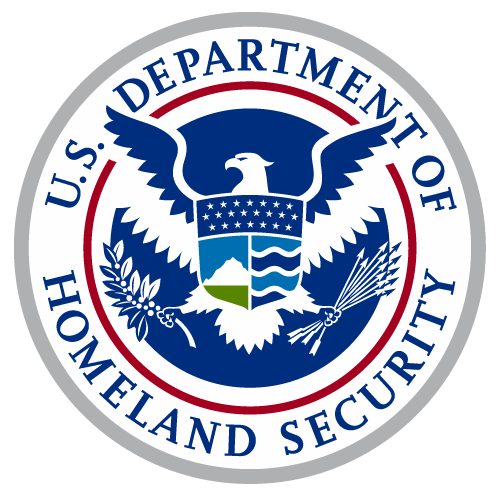 U.S. DEPARTMENT OF
HOMELAND SECURITY